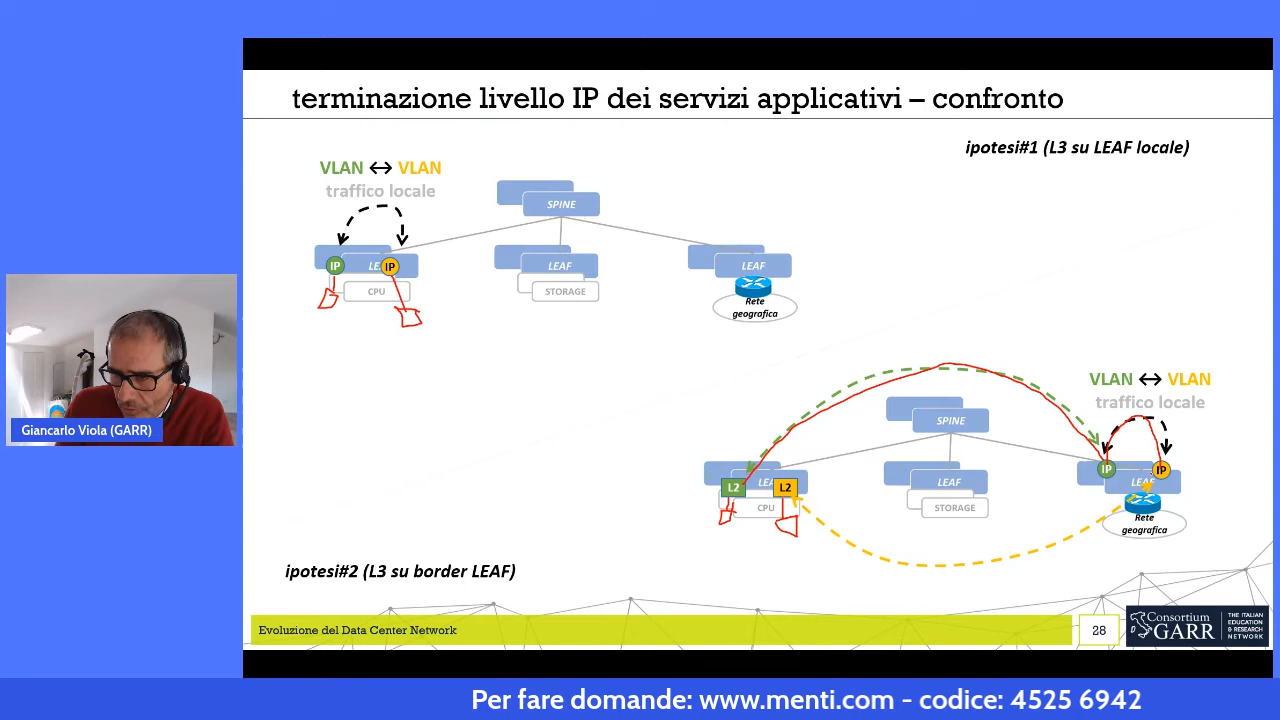 terminazione livello IP dei servizi applicativi – confronto
ipotesi#1 (L3 su LEAF locale)
VLAN ↔ VLAN
traffico locale
SPINE
IP
IP
LEAF
LEAF
CPU
STORAGE
Rete
geografica
VLAN ↔ VLAN
traffico locale
SPINE
IP
IP
L2
L2
LEAF
CPU
STORAGE
Rete
geografica
ipotesi#2 (L3 su border LEAF)
Giancarlo Viola (GARR)
Evoluzione del Data Center Network
28
Consortium
GARR
THE ITALIAN
EDUCATION
& RESEARCH
NETWORK
Per fare domande: www.menti.com - codice: 4525 6942